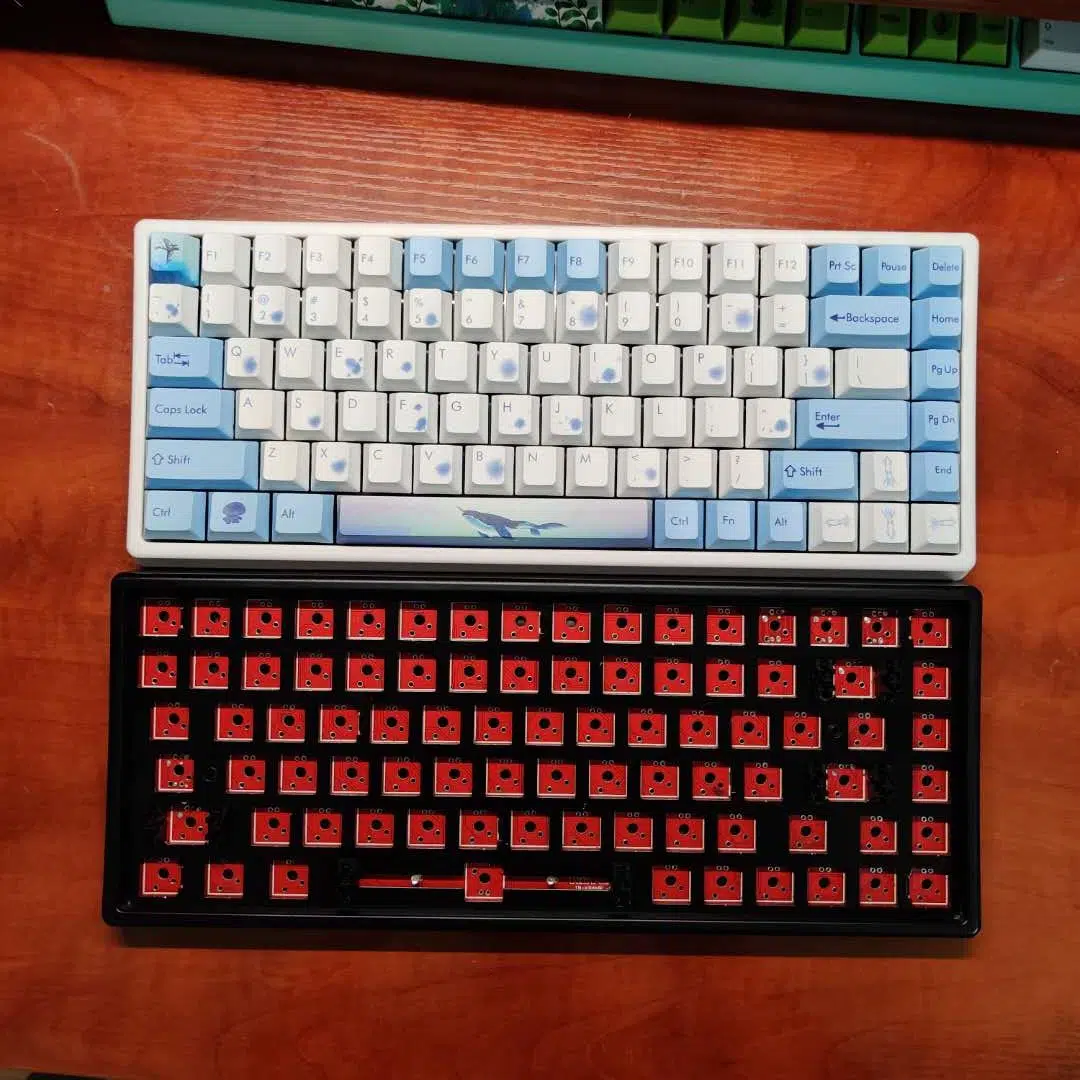 F1 F2 F3 F4 F5 F6 F7 F8 F9 F10 F11 F12 Prt Sc Pause Delete
~ ! 1 @ 2 # 3 $ 4 % 5 ^ 6 & 7 * 8 ( 9 ) 0 - + = ←Backspace Home
Tab Q W E R T Y U I O P { [ } ] | \ Pg Up
Caps Lock A S D F G H J K L : ; " , Enter Pg Dn
⇧ Shift Z X C V B N M < , > . ? / ⇧ Shift End
Ctrl Alt Ctrl Fn Alt